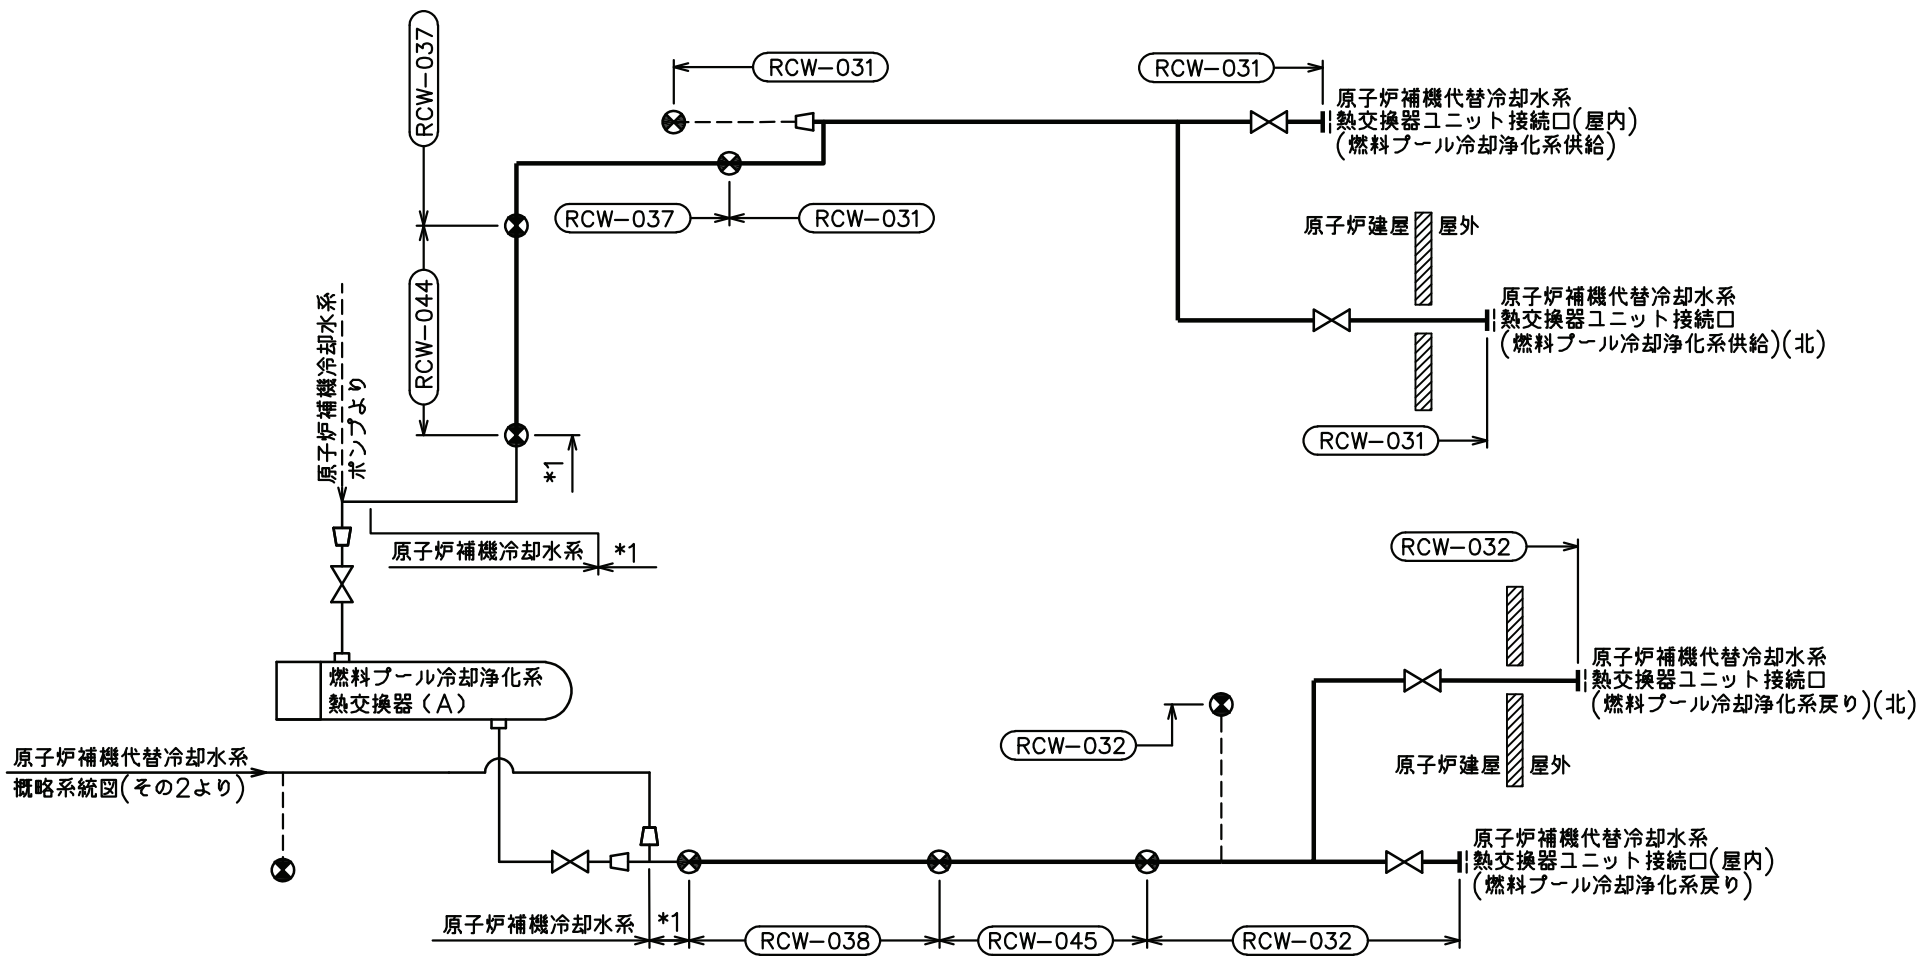 RCW-037
RCW-031
RCW-031
原子炉補機代替冷却水系
熱交換器ユニット接続口(屋内)
(燃料プール冷却浄化系供給)
RCW-037
RCW-031
原子炉建屋
屋外
RCW-044
原子炉補機冷却水系
ポンプより
原子炉補機代替冷却水系
熱交換器ユニット接続口
(燃料プール冷却浄化系供給)(北)
RCW-031
*1
原子炉補機冷却水系
*1
RCW-032
燃料プール冷却浄化系
熱交換器(A)
原子炉補機代替冷却水系
熱交換器ユニット接続口
(燃料プール冷却浄化系戻り)(北)
RCW-032
原子炉建屋
屋外
原子炉補機代替冷却水系
概略系統図(その2より)
原子炉補機代替冷却水系
熱交換器ユニット接続口(屋内)
(燃料プール冷却浄化系戻り)
原子炉補機冷却水系
*1
RCW-038
RCW-045
RCW-032